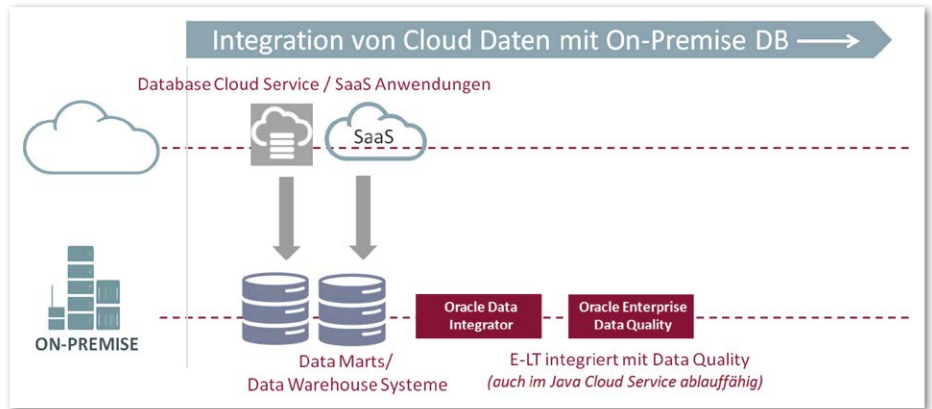 Integration von Cloud Daten mit On-Premise DB
Database Cloud Service / SaaS Anwendungen
SaaS
ON-PREMISE
Oracle Data
Integrator
Oracle Enterprise
Data Quality
Data Marts/
Data Warehouse Systeme
E-LT integriert mit Data Quality
(auch im Java Cloud Service ablauffähig)